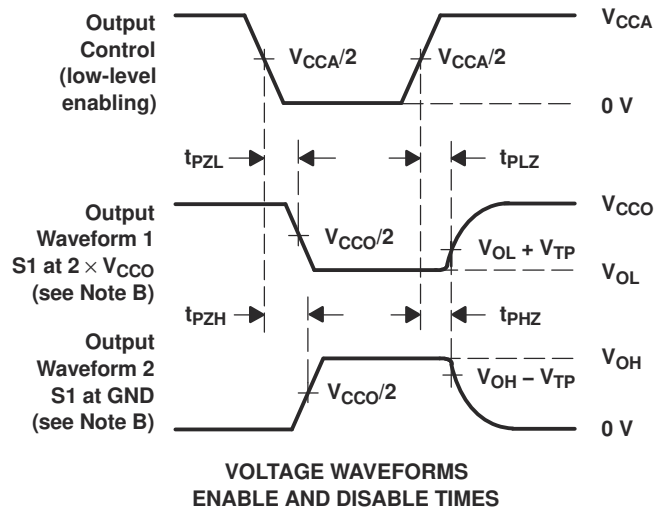 Output
Control
(low-level
enabling)
V_CCA/2
V_CCA/2
V_CCA
0 V
t_PZL
t_PLZ
Output
Waveform 1
S1 at 2 × V_CCO
(see Note B)
V_CCO/2
V_CCO
V_OL + V_TP
V_OL
t_PZH
t_PHZ
Output
Waveform 2
S1 at GND
(see Note B)
V_CCO/2
V_OH
V_OH − V_TP
0 V
VOLTAGE WAVEFORMS
ENABLE AND DISABLE TIMES